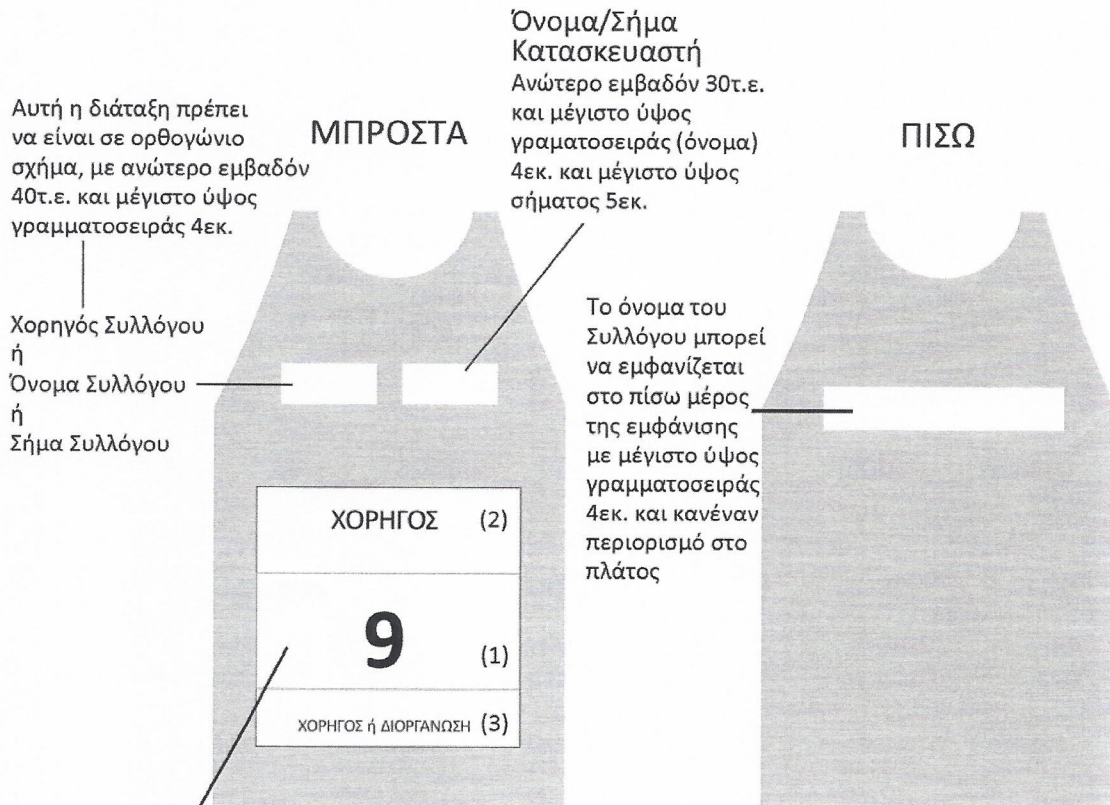 Αυτή η διάταξη πρέπει
να είναι σε ορθογώνιο
σχήμα, με ανώτερο εμβαδόν
40τ.ε. και μέγιστο ύψος
γραμματοσειράς 4εκ.
Χορηγός Συλλόγου
ή
Όνομα Συλλόγου
ή
Σήμα Συλλόγου
ΜΠΡΟΣΤΑ
Όνομα/Σήμα
Κατασκευαστή
Ανώτερο εμβαδόν 30τ.ε.
και μέγιστο ύψος
γραματοσειράς (όνομα)
4εκ. και μέγιστο ύψος
σήματος 5εκ.
ΧΟΡΗΓΟΣ (2)
9 (1)
ΧΟΡΗΓΟΣ ή ΔΙΟΡΓΑΝΩΣΗ (3)
ΠΙΣΩ
Το όνομα του
Συλλόγου μπορεί
να εμφανίζεται
στο πίσω μέρος
της εμφάνισης
με μέγιστο ύψος
γραμματοσειράς
4εκ. και κανέναν
περιορισμό στο
πλάτος